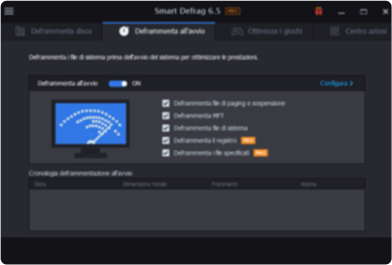 Smart Defrag 6.5 PRO
Deframmenta disco Deframmenta all'avvio Ottimizza i giochi Centro azioni
Deframmenta i file di sistema prima dell'avvio del sistema per ottimizzare le prestazioni.
Deframmenta all'avvio ON Configura >
Deframmenta file di paging e sospensione
Deframmenta MFT
Deframmenta file di sistema
Deframmenta il registro PRO
Deframmenta i file specificati PRO
Cronologia deframmentazione all'avvio
Data Dimensione totale Frammenti Azione